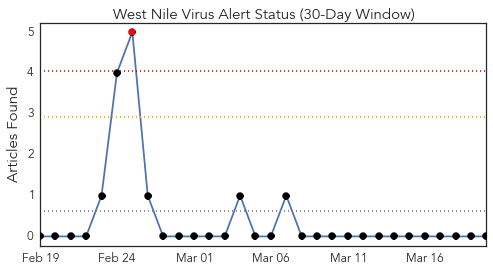 West Nile Virus Alert Status (30-Day Window)
Articles Found
5
4
3
2
1
0
Feb 19 Feb 24 Mar 01 Mar 06 Mar 11 Mar 16